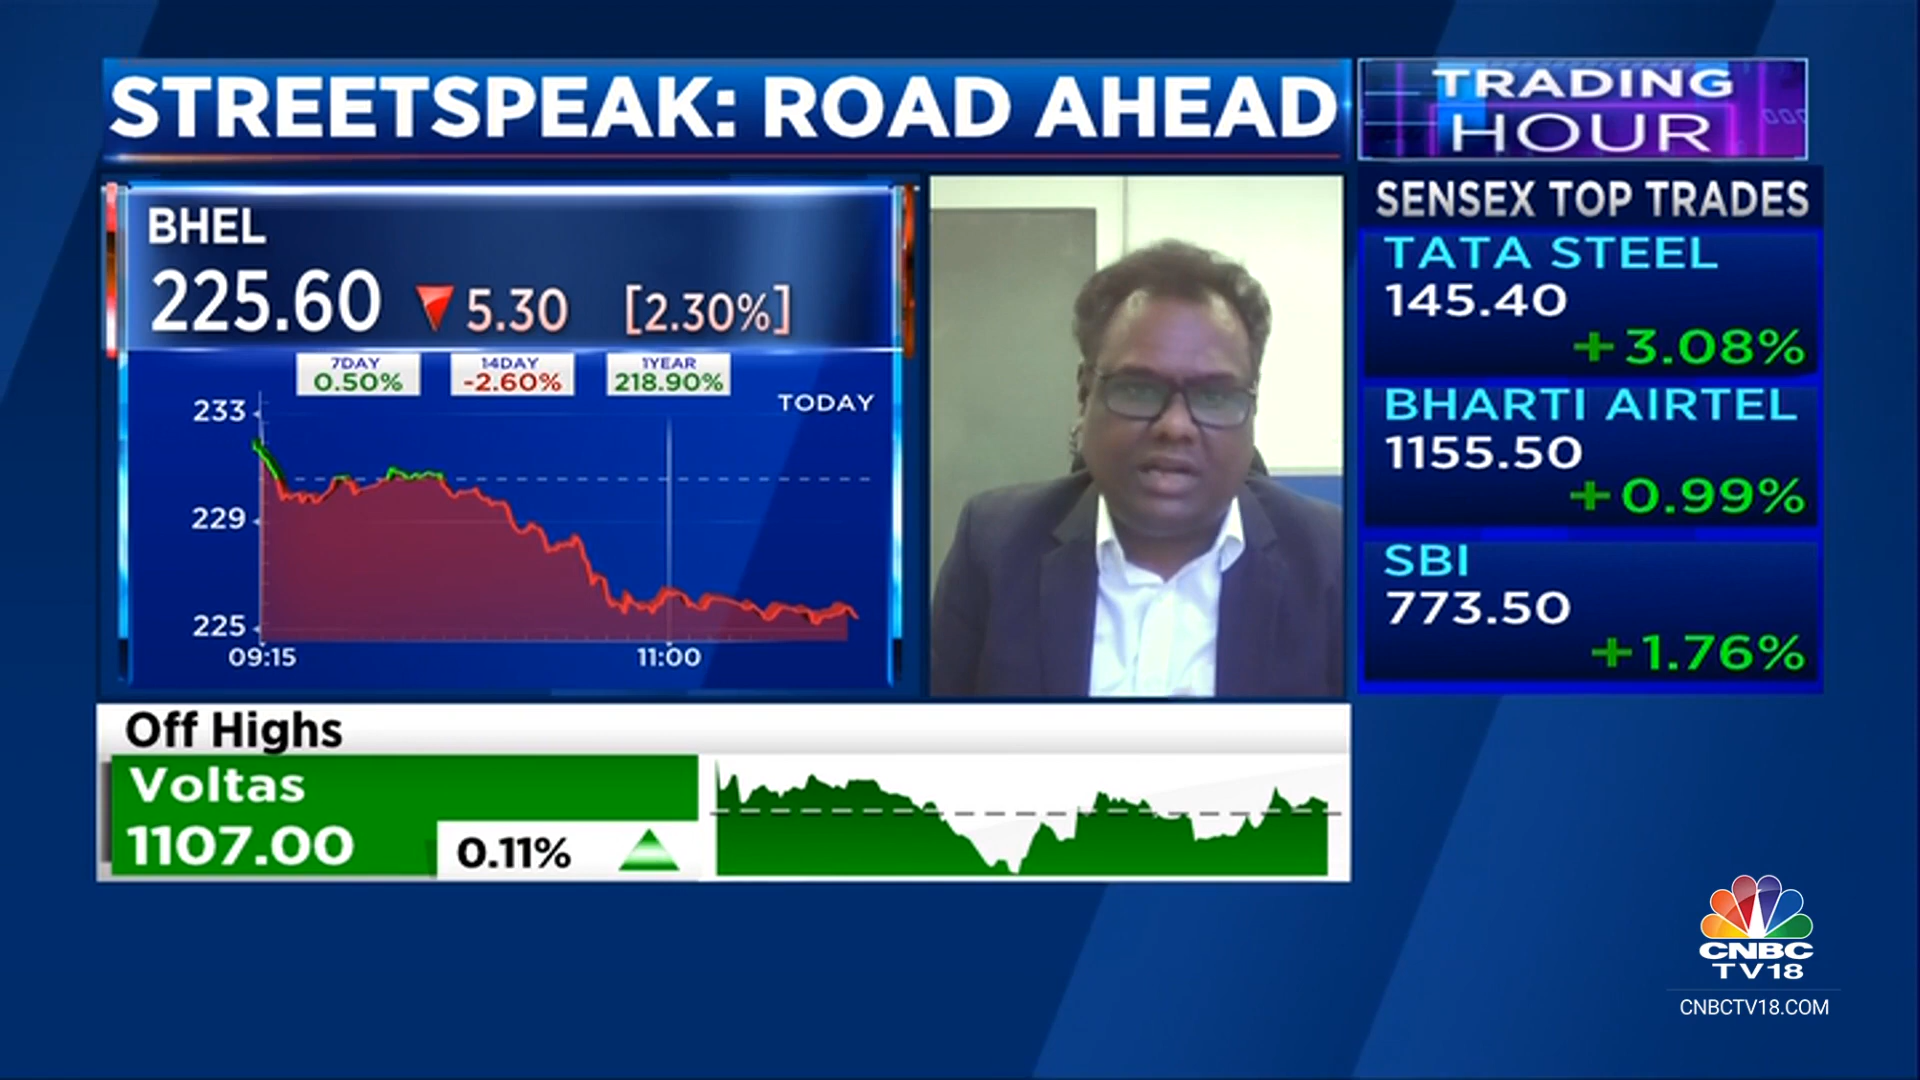 STREETSPEAK: ROAD AHEAD
TRADING
HOUR
BHEL
225.60 ▼ 5.30 [2.30%]
7DAY
0.50%
14DAY
-2.60%
1YEAR
218.90%
TODAY
233
229
225
09:15
11:00
SENSEX TOP TRADES
TATA STEEL
145.40
+3.08%
BHARTI AIRTEL
1155.50
+0.99%
SBI
773.50
+1.76%
Off Highs
Voltas
1107.00
0.11%
CNBC
TV18
CNBCTV18.COM